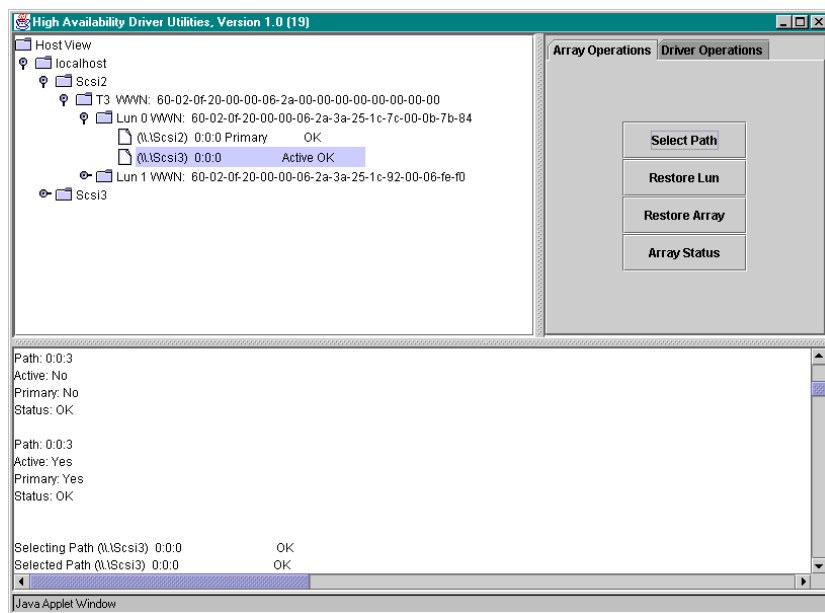 High Availability Driver Utilities, Version 1.0 (19)
Host View
localhost
Scsi2
T3 WWN: 60-02-0f-20-00-00-06-2a-00-00-00-00-00-00-00-00
Lun 0 WWN: 60-02-0f-20-00-00-06-2a-3a-25-1c-7c-00-0b-7b-84
(\\.\Scsi2) 0:0:0 Primary OK
(\\.\Scsi3) 0:0:0 Active OK
Lun 1 WWN: 60-02-0f-20-00-00-06-2a-3a-25-1c-92-00-06-fe-f0
Scsi3
Array Operations Driver Operations
Select Path
Restore Lun
Restore Array
Array Status
Path: 0:0:3
Active: No
Primary: No
Status: OK
Path: 0:0:3
Active: Yes
Primary: Yes
Status: OK
Selecting Path (\\.\Scsi3) 0:0:0 OK
Selected Path (\\.\Scsi3) 0:0:0 OK
Java Applet Window